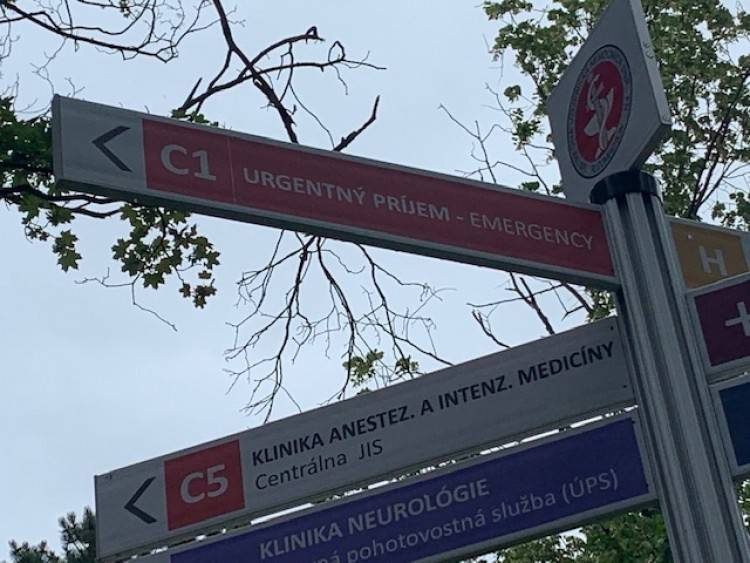 C1 URGENTNÝ PRÍJEM - EMERGENCY
H
C5
KLINIKA ANESTEZ. A INTENZ. MEDICÍNY
Centrálna JIS
KLINIKA NEUROLÓGIE
pohotovostná služba (ÚPS)